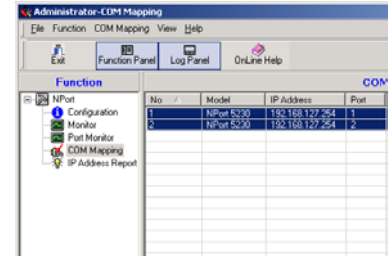 Administrator-COM Mapping
File Function COM Mapping View Help
Exit Function Panel Log Panel OnLine Help
Function COM
NPort
Configuration
Monitor
Port Monitor
COM Mapping
IP Address Report
No Model IP Address Port
1 NPort 5230 192.168.127.254 1
2 NPort 5230 192.168.127.254 2